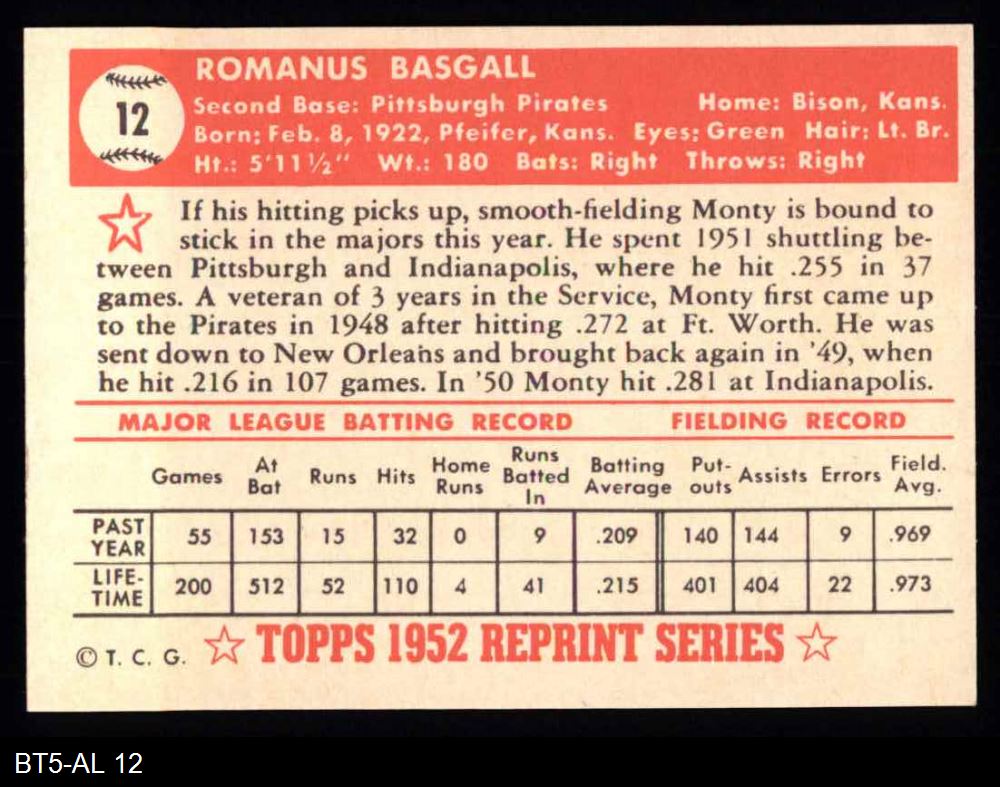 ROMANUS BASGALL
12
Second Base: Pittsburgh Pirates Home: Bison, Kans.
Born: Feb. 8, 1922, Pfeifer, Kans. Eyes: Green Hair: Lt. Br.
Ht.: 5'11½" Wt.: 180 Bats: Right Throws: Right
If his hitting picks up, smooth-fielding Monty is bound to
stick in the majors this year. He spent 1951 shuttling be-
tween Pittsburgh and Indianapolis, where he hit .255 in 37
games. A veteran of 3 years in the Service, Monty first came up
to the Pirates in 1948 after hitting .272 at Ft. Worth. He was
sent down to New Orleans and brought back again in '49, when
he hit .216 in 107 games. In '50 Monty hit .281 at Indianapolis.
MAJOR LEAGUE BATTING RECORD FIELDING RECORD
Games At Bat Runs Hits Home Runs Runs Batted In Batting Average Put-outs Assists Errors Field. Avg.
PAST YEAR 55 153 15 32 0 9 .209 140 144 9 .969
LIFE-TIME 200 512 52 110 4 41 .215 401 404 22 .973
© T. C. G. TOPPS 1952 REPRINT SERIES
BT5-AL 12